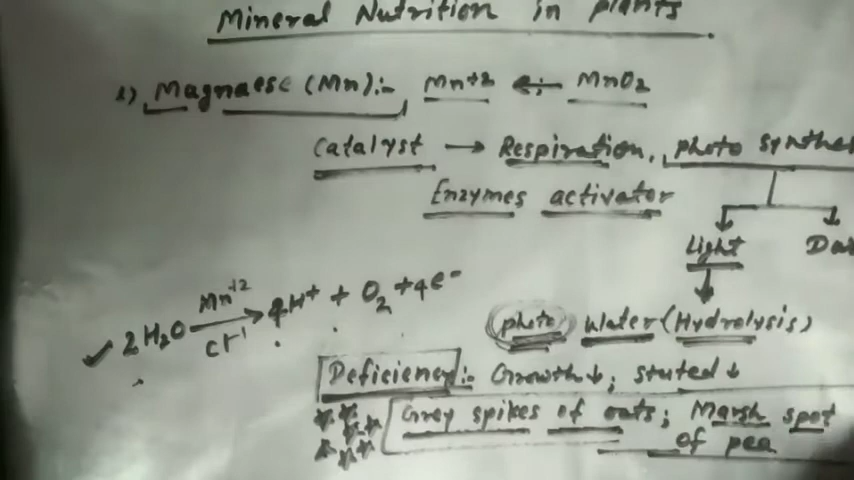 Mineral Nutrition in plants
1) Magnaese (Mn):- Mn+2 ← ; - MnO2
Catalyst → Respiration, photo synthe
Enzymes activator
Light Da
2H2O Mn+2 Cl-1 → 4H+ + O2 + 4e-
photo water (Hydrolysis)
Deficiency :- Growth↓; stuted ↓
Grey spikes of oats; Marsh spot
of pea